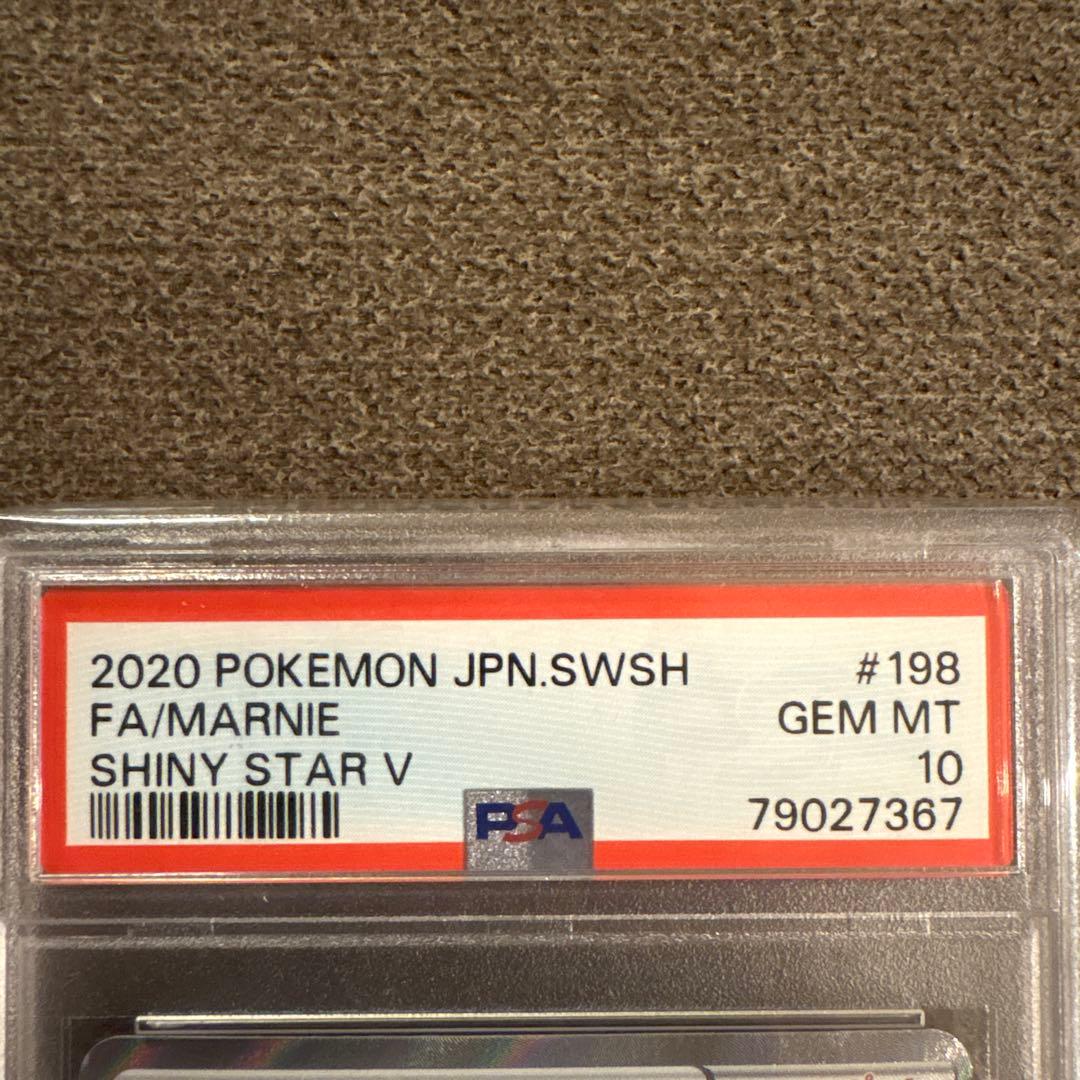 2020 POKEMON JPN.SWSH #198
FA/MARNIE GEM MT
SHINY STAR V 10
79027367
PSA